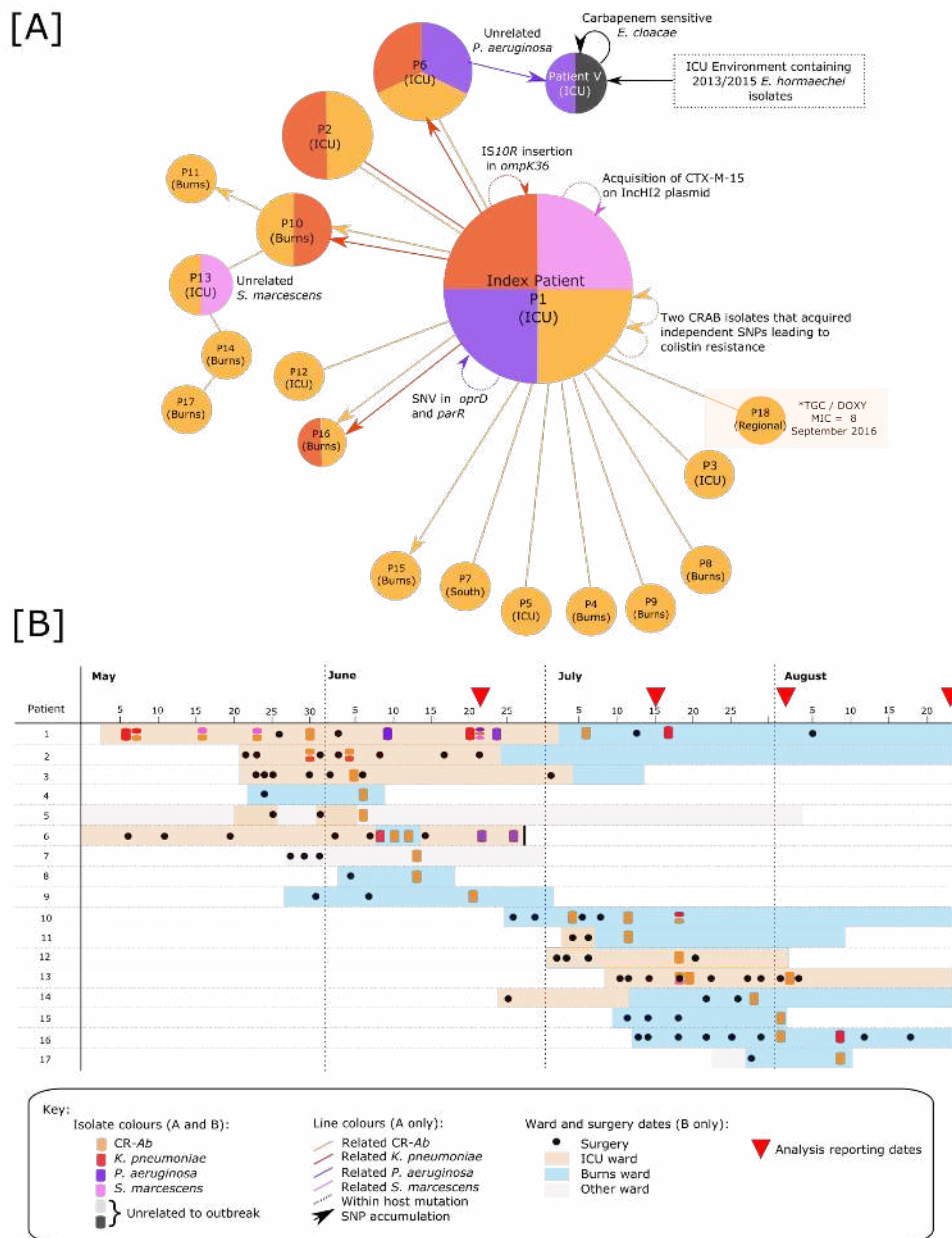 [A]
Carbapenem sensitive
E. cloacae
Unrelated
P. aeruginosa
P6
(ICU)
Patient V
(ICU)
ICU Environment containing
2013/2015 E. hormaechei
isolates
P2
(ICU)
IS10R insertion
in ompK36
Acquisition of CTX-M-15
on IncHI2 plasmid
P11
(Burns)
P10
(Burns)
P13
(ICU)
Unrelated
S. marcescens
Index Patient
P1
(ICU)
Two CRAB isolates that acquired
independent SNPs leading to
colistin resistance
P14
(Burns)
P12
(ICU)
P17
(Burns)
SNV in oprD
and parR
P16
(Burns)
P18
(Regional)
*TGC / DOXY
MIC = 8
September 2016
P3
(ICU)
P15
(Burns)
P7
(South)
P5
(ICU)
P4
(Burns)
P9
(Burns)
P8
(Burns)
[B]
May June July August
Patient 5 10 15 20 25 30 5 10 15 20 25 5 10 15 20 25 5 10 15 20
1
2
3
4
5
6
7
8
9
10
11
12
13
14
15
16
17
Key:
Isolate colours (A and B):
CR-Ab
K. pneumoniae
P. aeruginosa
S. marcescens
Unrelated to outbreak
Line colours (A only):
Related CR-Ab
Related K. pneumoniae
Related P. aeruginosa
Related S. marcescens
Within host mutation
SNP accumulation
Ward and surgery dates (B only):
Surgery
ICU ward
Burns ward
Other ward
Analysis reporting dates